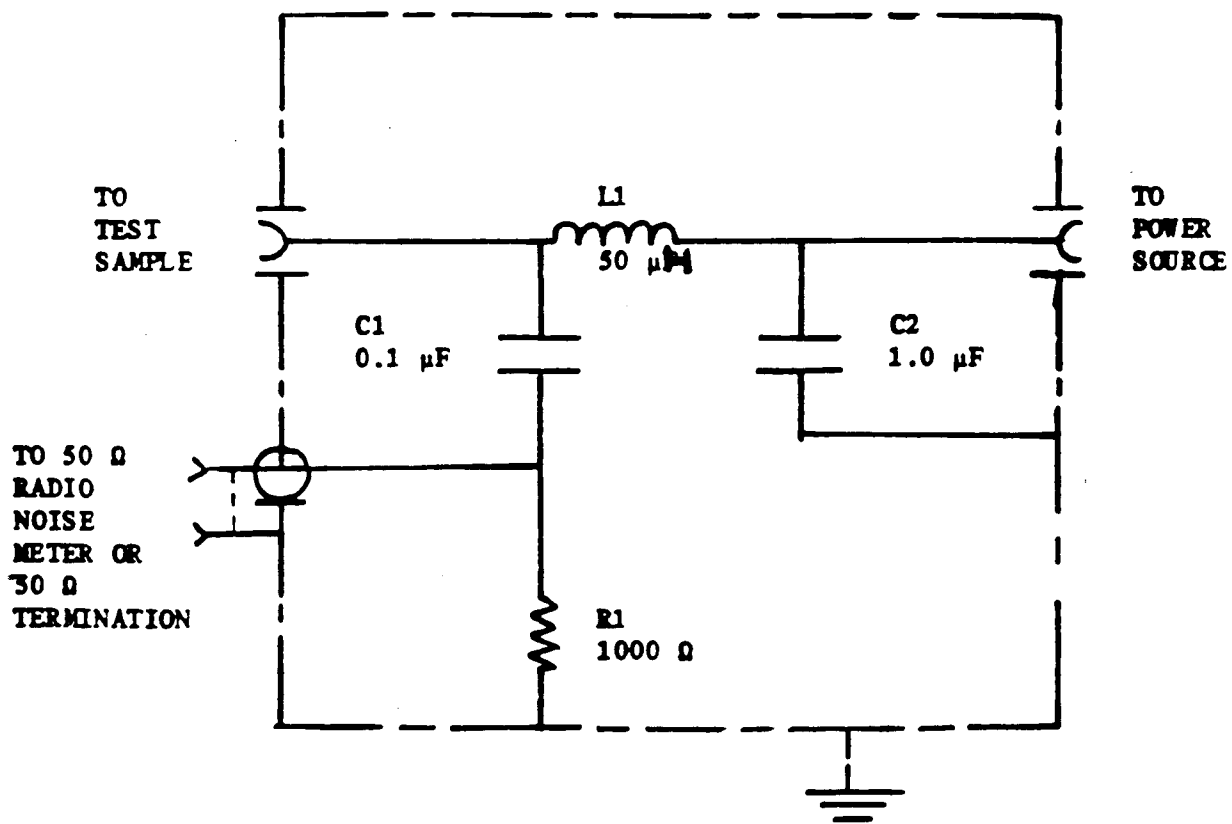 TO
TEST
SAMPLE
L1
50 μH
TO
POWER
SOURCE
C1
0.1 μF
C2
1.0 μF
TO 50 Ω
RADIO
NOISE
METER OR
50 Ω
TERMINATION
R1
1000 Ω